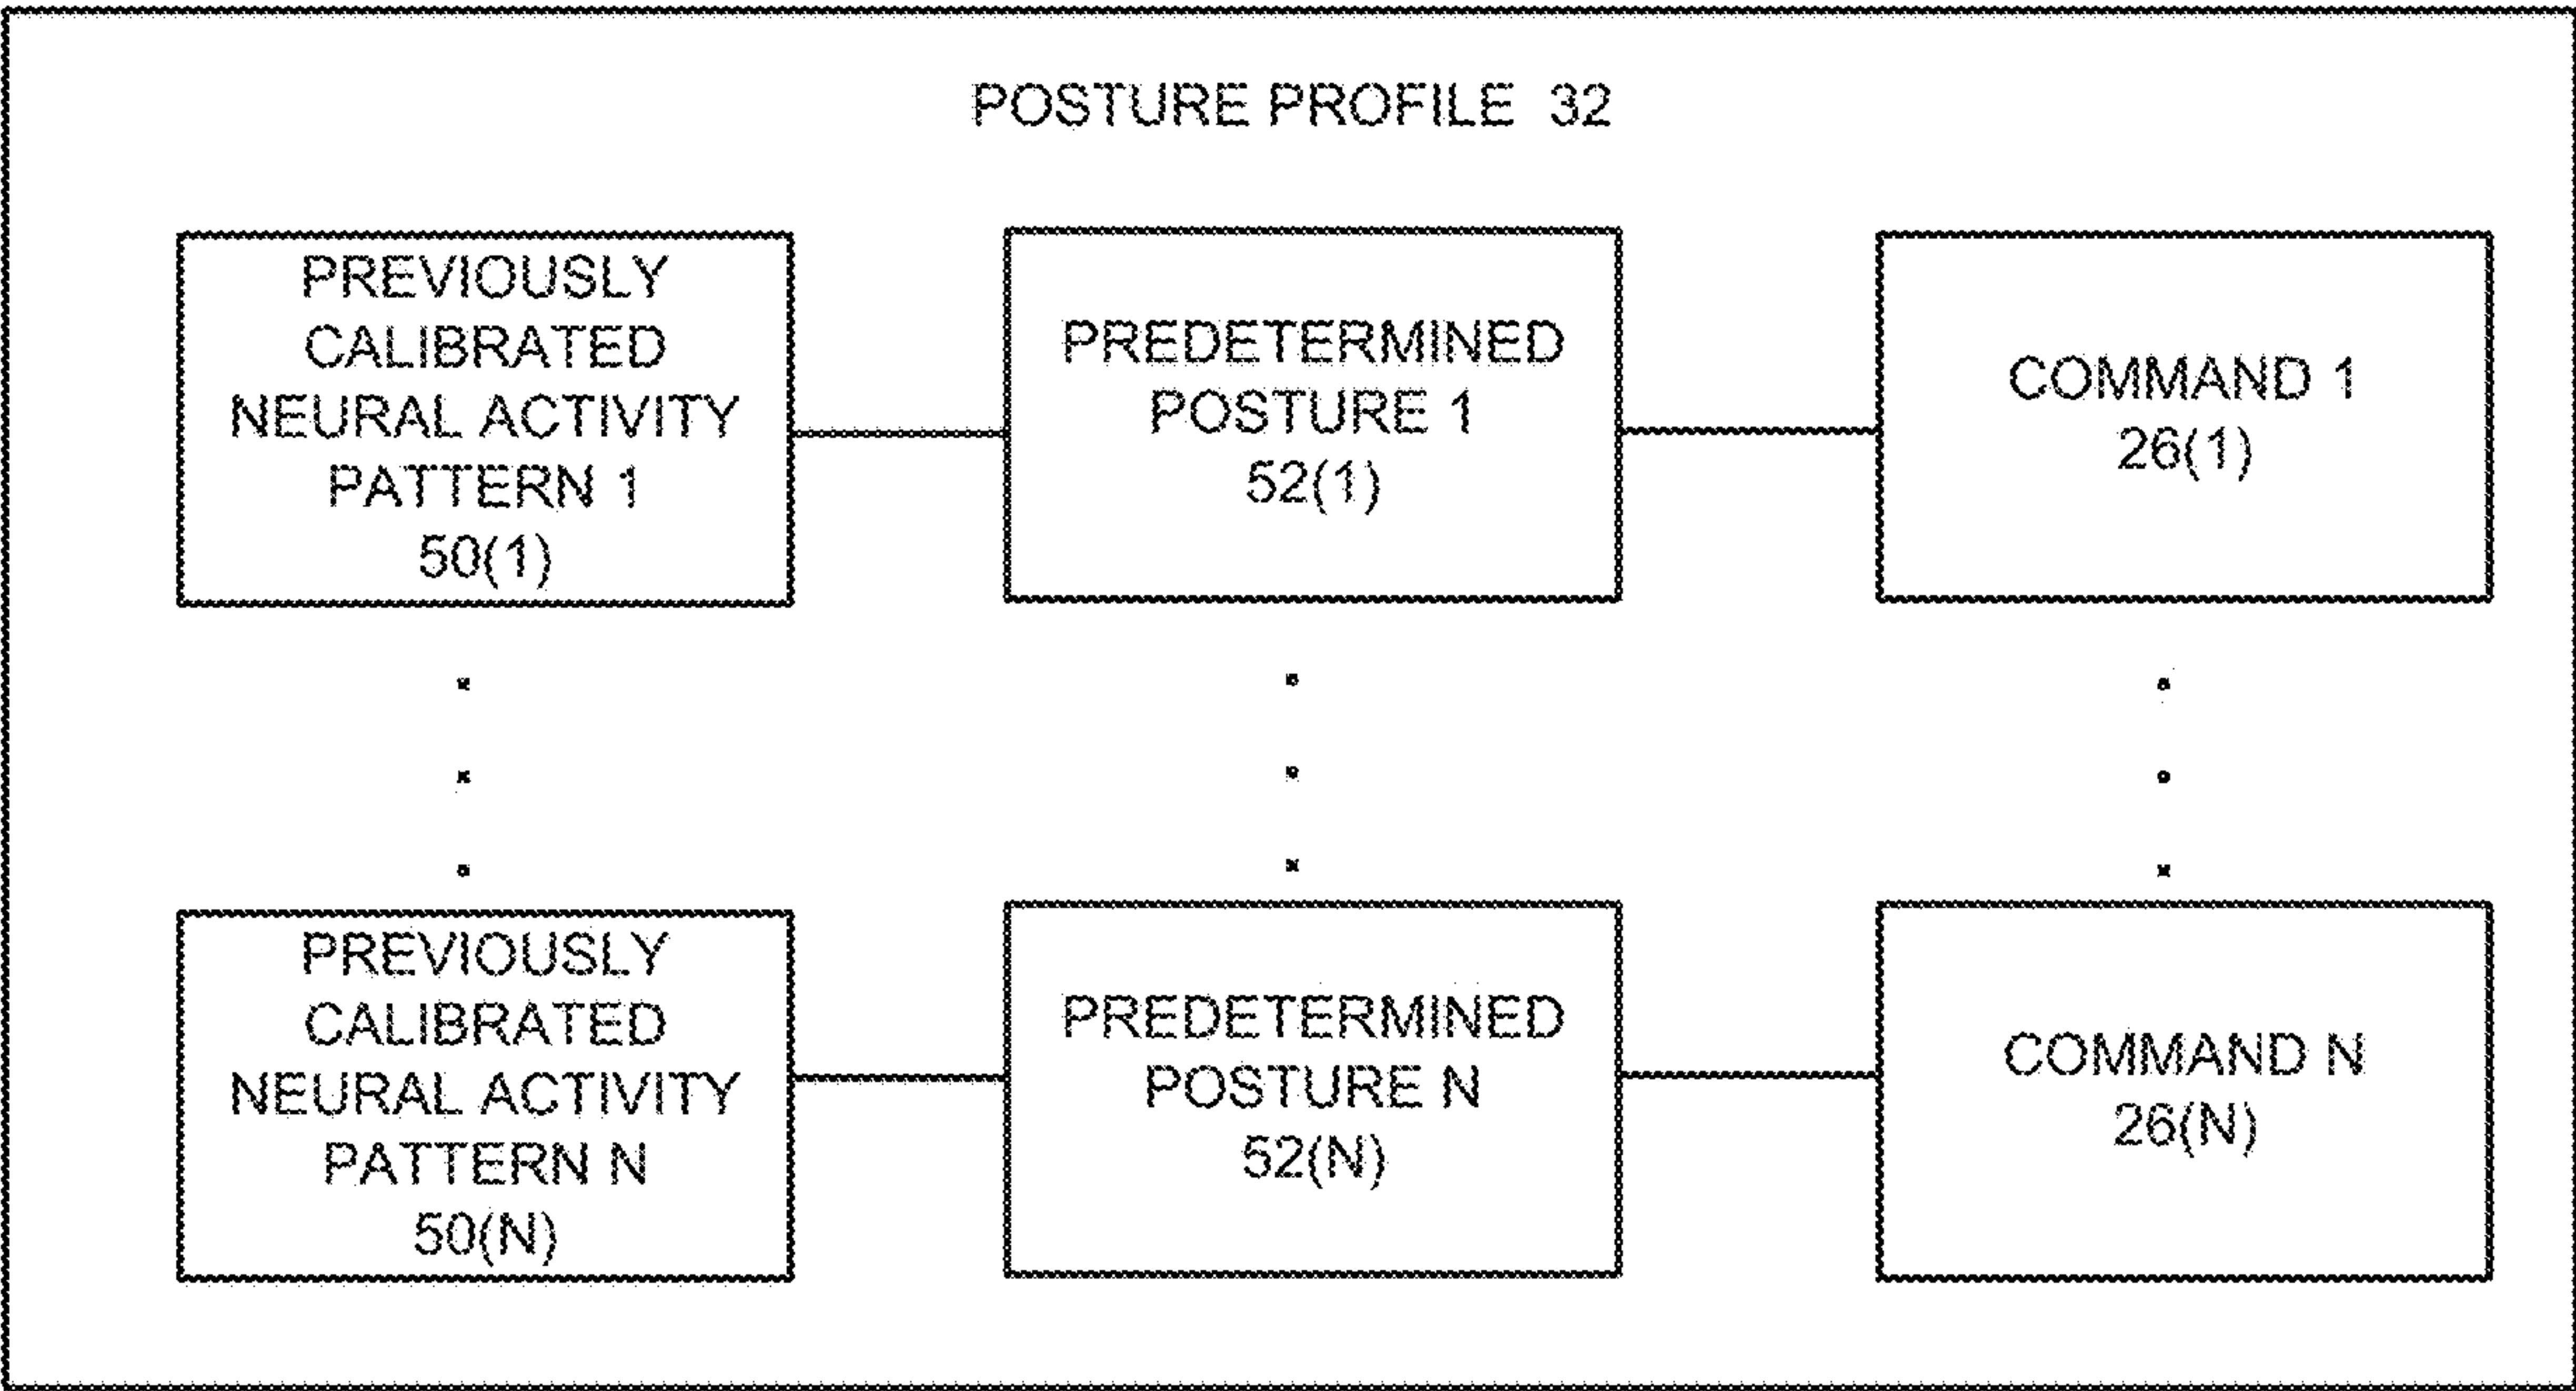 POSTURE PROFILE 32
PREVIOUSLY
CALIBRATED
NEURAL ACTIVITY
PATTERN 1
50(1)
PREDETERMINED
POSTURE 1
52(1)
COMMAND 1
26(1)
PREVIOUSLY
CALIBRATED
NEURAL ACTIVITY
PATTERN N
50(N)
PREDETERMINED
POSTURE N
52(N)
COMMAND N
26(N)